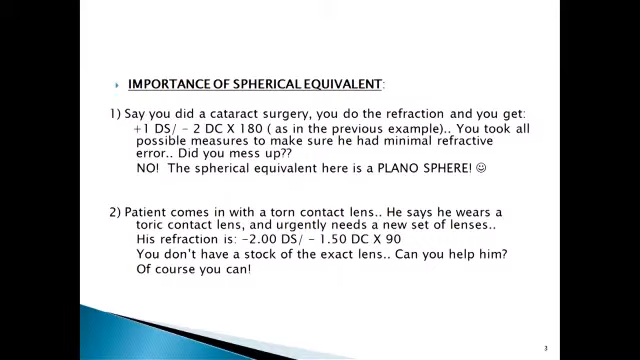 IMPORTANCE OF SPHERICAL EQUIVALENT:
1) Say you did a cataract surgery, you do the refraction and you get:
+1 DS/ – 2 DC X 180 ( as in the previous example).. You took all
possible measures to make sure he had minimal refractive
error.. Did you mess up??
NO! The spherical equivalent here is a PLANO SPHERE! ☺
2) Patient comes in with a torn contact lens.. He says he wears a
toric contact lens, and urgently needs a new set of lenses..
His refraction is: –2.00 DS/ – 1.50 DC X 90
You don't have a stock of the exact lens.. Can you help him?
Of course you can!
3